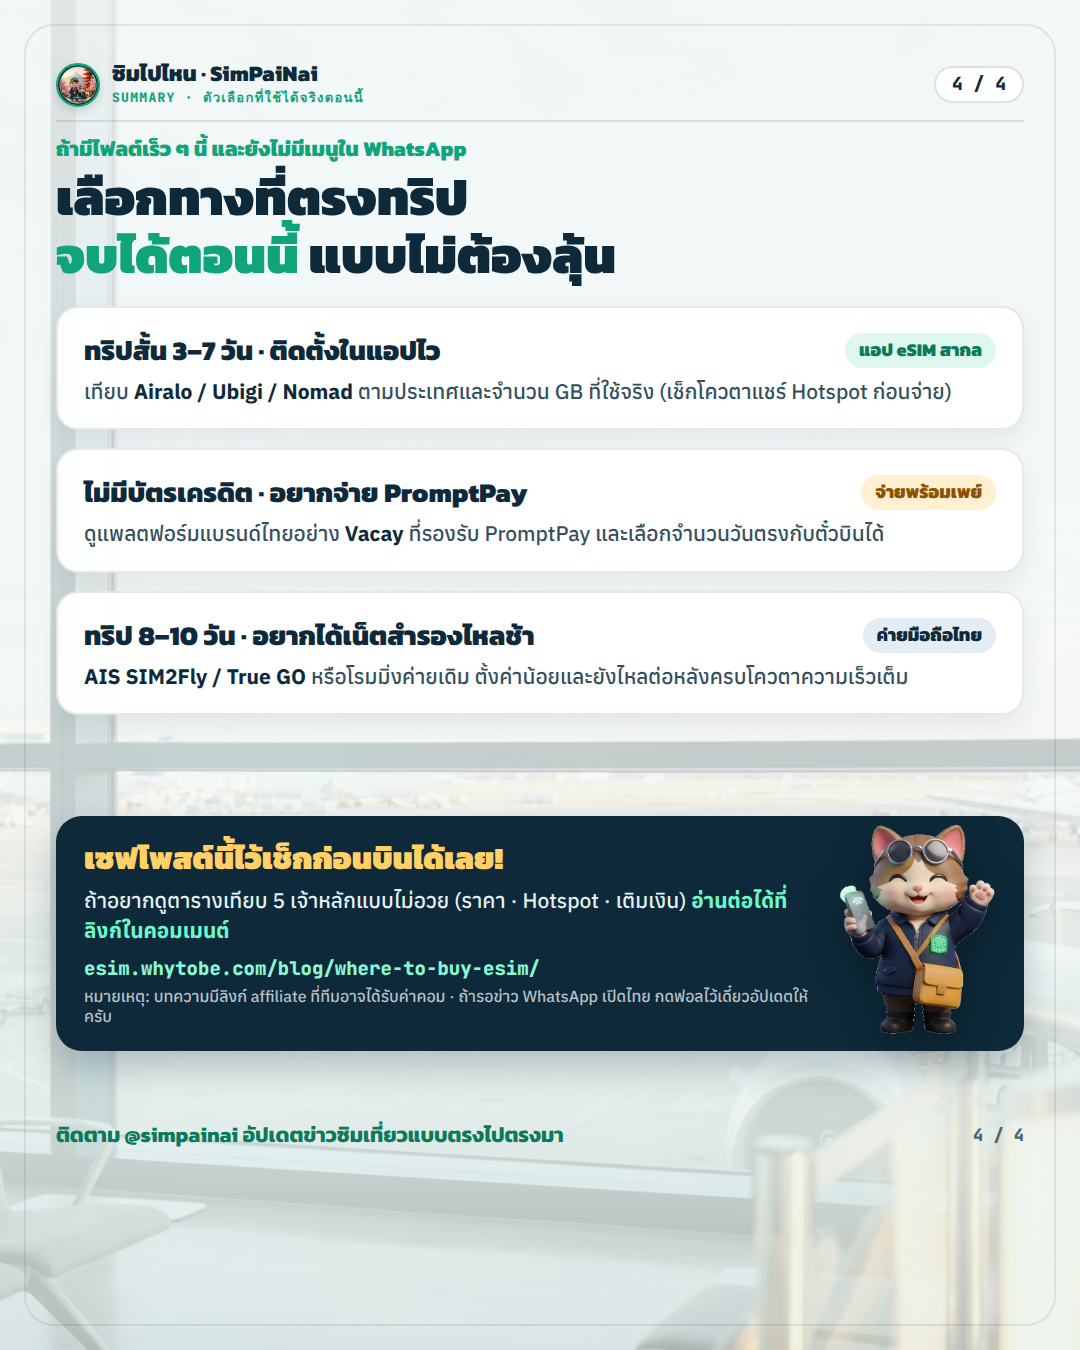 ซิมไปไหน · SimPaiNai
SUMMARY · ตัวเลือกที่ใช้ได้จริงตอนนี้
4 / 4
ถ้ามีไฟลต์เร็ว ๆ นี้ และยังไม่มีเมนูใน WhatsApp
เลือกทางที่ตรงทริป
จบได้ตอนนี้ แบบไม่ต้องลุ้น
ทริปสั้น 3–7 วัน · ติดตั้งในแอปไว
แอป eSIM สากล
เทียบ Airalo / Ubigi / Nomad ตามประเทศและจำนวน GB ที่ใช้จริง (เช็กโควตาแชร์ Hotspot ก่อนจ่าย)
ไม่มีบัตรเครดิต · อยากจ่าย PromptPay
จ่ายพร้อมเพย์
ดูแพลตฟอร์มแบรนด์ไทยอย่าง Vacay ที่รองรับ PromptPay และเลือกจำนวนวันตรงกับตั๋วบินได้
ทริป 8–10 วัน · อยากได้เน็ตสำรองไหลช้า
ค่ายมือถือไทย
AIS SIM2Fly / True GO หรือโรมมิ่งค่ายเดิม ตั้งค่าน้อยและยังไหลต่อหลังครบโควตาความเร็วเต็ม
เซฟโพสต์นี้ไว้เช็กก่อนบินได้เลย!
ถ้าอยากดูตารางเทียบ 5 เจ้าหลักแบบไม่อวย (ราคา · Hotspot · เติมเงิน) อ่านต่อได้ที่
ลิงก์ในคอมเมนต์
esim.whytobe.com/blog/where-to-buy-esim/
หมายเหตุ: บทความมีลิงก์ affiliate ที่ทีมอาจได้รับค่าคอม · ถ้ารอข่าว WhatsApp เปิดไทย กดฟอลไว้เดี๋ยวอัปเดตให้
ครับ
ติดตาม @simpainai อัปเดตข่าวซิมเที่ยวแบบตรงไปตรงมา
4 / 4